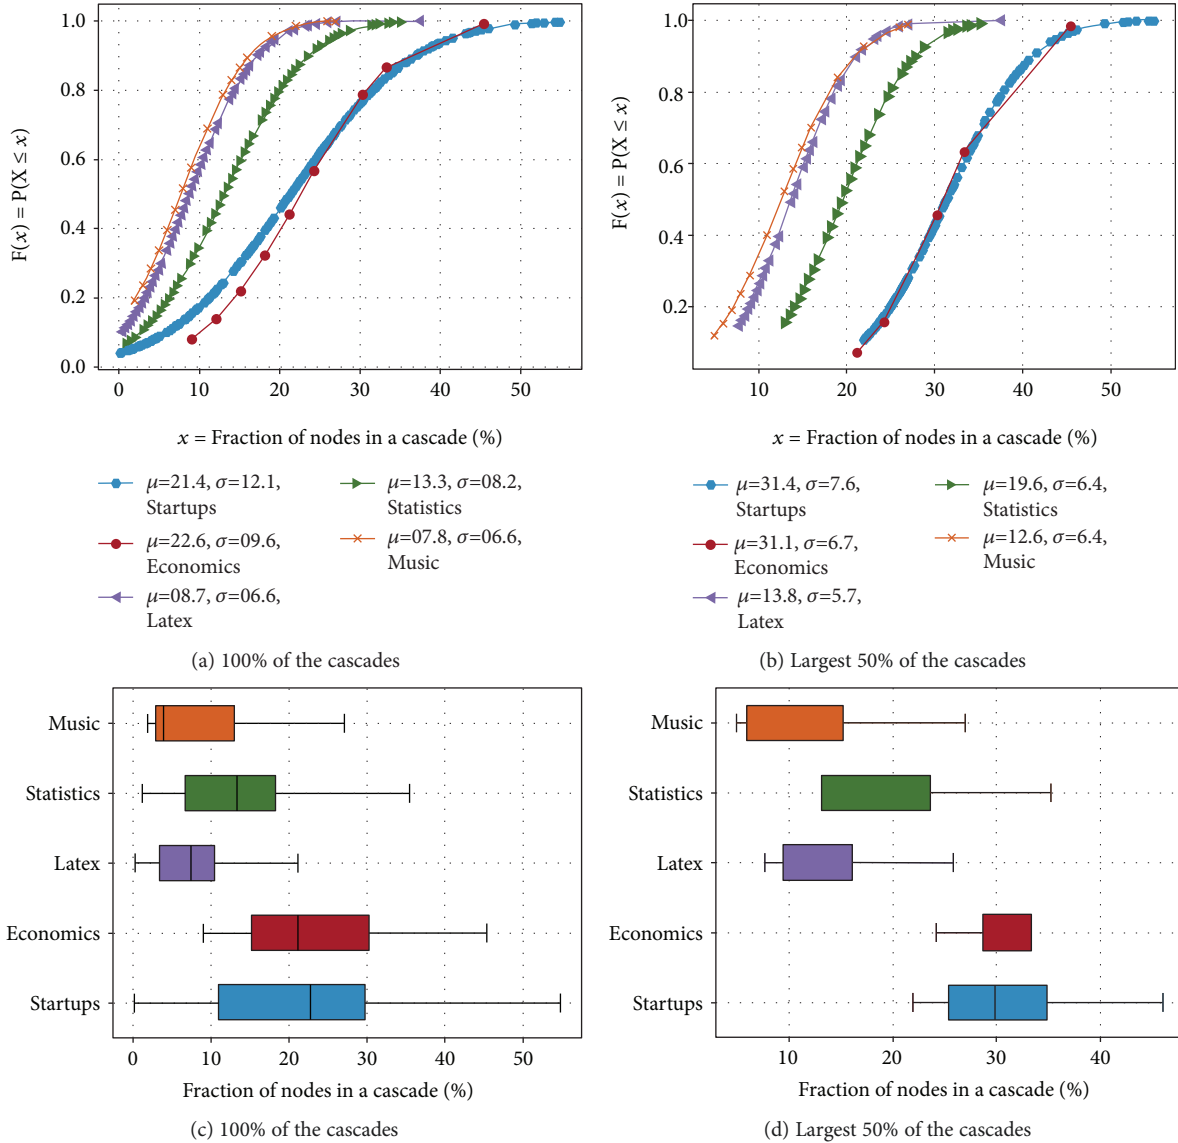 F(x) = P(X ≤ x)
1.0
0.8
0.6
0.4
0.2
0.0
0 10 20 30 40 50
x = Fraction of nodes in a cascade (%)
μ=21.4, σ=12.1,
Startups
μ=22.6, σ=09.6,
Economics
μ=08.7, σ=06.6,
Latex
μ=13.3, σ=08.2,
Statistics
μ=07.8, σ=06.6,
Music
(a) 100% of the cascades
F(x) = P(X ≤ x)
1.0
0.8
0.6
0.4
0.2
10 20 30 40 50
x = Fraction of nodes in a cascade (%)
μ=31.4, σ=7.6,
Startups
μ=31.1, σ=6.7,
Economics
μ=13.8, σ=5.7,
Latex
μ=19.6, σ=6.4,
Statistics
μ=12.6, σ=6.4,
Music
(b) Largest 50% of the cascades
Music
Statistics
Latex
Economics
Startups
0 10 20 30 40 50
Fraction of nodes in a cascade (%)
(c) 100% of the cascades
Music
Statistics
Latex
Economics
Startups
10 20 30 40
Fraction of nodes in a cascade (%)
(d) Largest 50% of the cascades